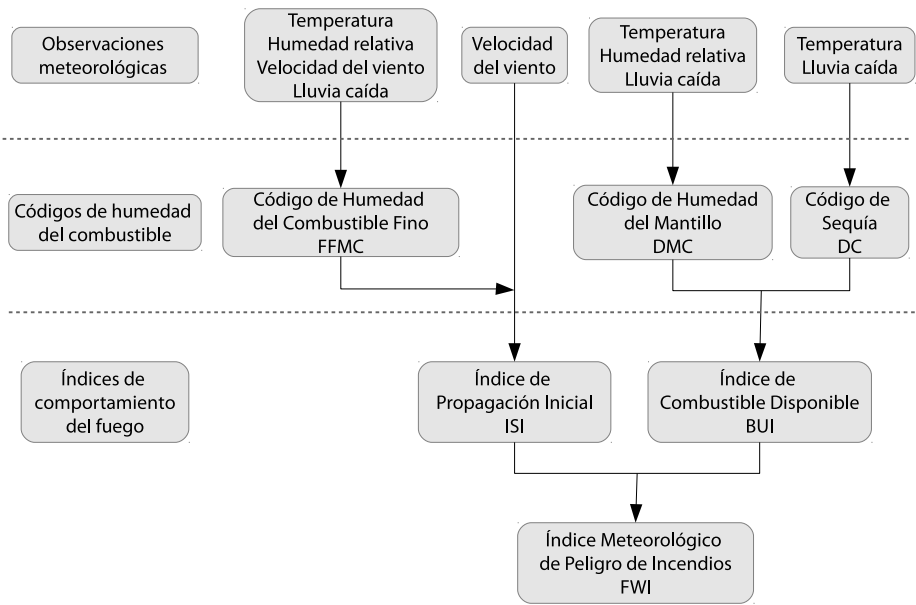 Observaciones
meteorológicas
Temperatura
Humedad relativa
Velocidad del viento
Lluvia caída
Velocidad
del viento
Temperatura
Humedad relativa
Lluvia caída
Temperatura
Lluvia caída
Códigos de humedad
del combustible
Código de Humedad
del Combustible Fino
FFMC
Código de Humedad
del Mantillo
DMC
Código de
Sequía
DC
Índices de
comportamiento
del fuego
Índice de
Propagación Inicial
ISI
Índice de
Combustible Disponible
BUI
Índice Meteorológico
de Peligro de Incendios
FWI